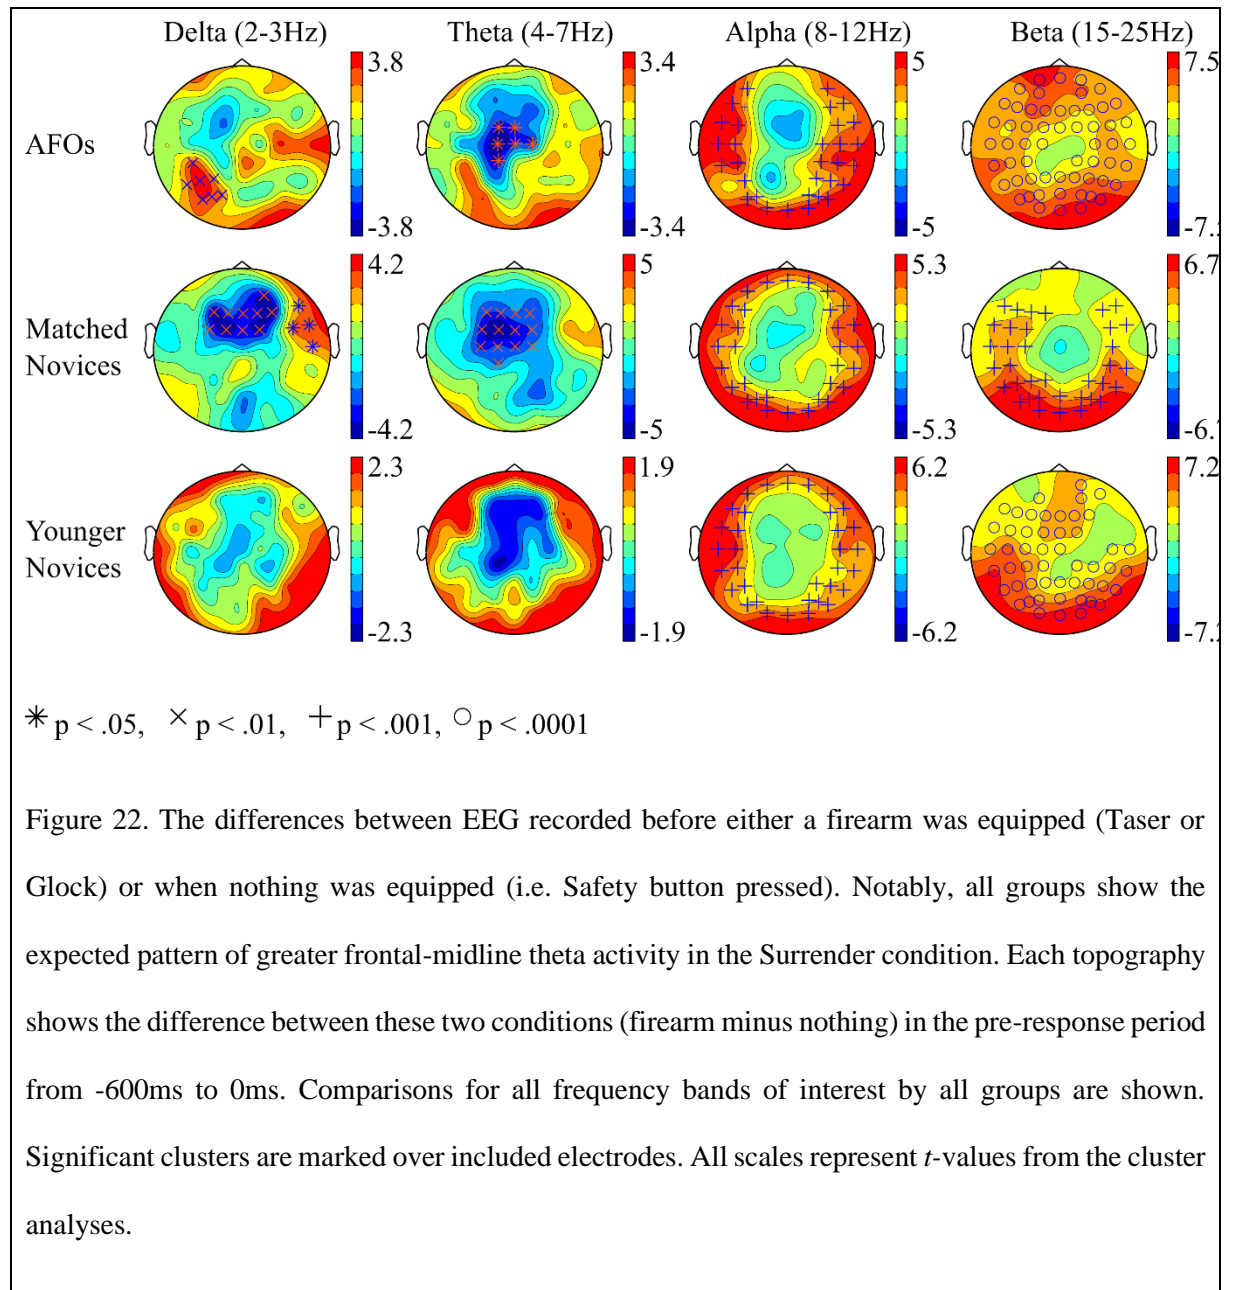 Delta (2-3Hz) Theta (4-7Hz) Alpha (8-12Hz) Beta (15-25Hz)
3.8 3.4 5 7.5
AFOs
-3.8 -3.4 -5 -7.
4.2 5 5.3 6.7
Matched
Novices
-4.2 -5 -5.3 -6.
2.3 1.9 6.2 7.2
Younger
Novices
-2.3 -1.9 -6.2 -7.
* p < .05, × p < .01, + p < .001, ○ p < .0001
Figure 22. The differences between EEG recorded before either a firearm was equipped (Taser or
Glock) or when nothing was equipped (i.e. Safety button pressed). Notably, all groups show the
expected pattern of greater frontal-midline theta activity in the Surrender condition. Each topography
shows the difference between these two conditions (firearm minus nothing) in the pre-response period
from -600ms to 0ms. Comparisons for all frequency bands of interest by all groups are shown.
Significant clusters are marked over included electrodes. All scales represent t-values from the cluster
analyses.